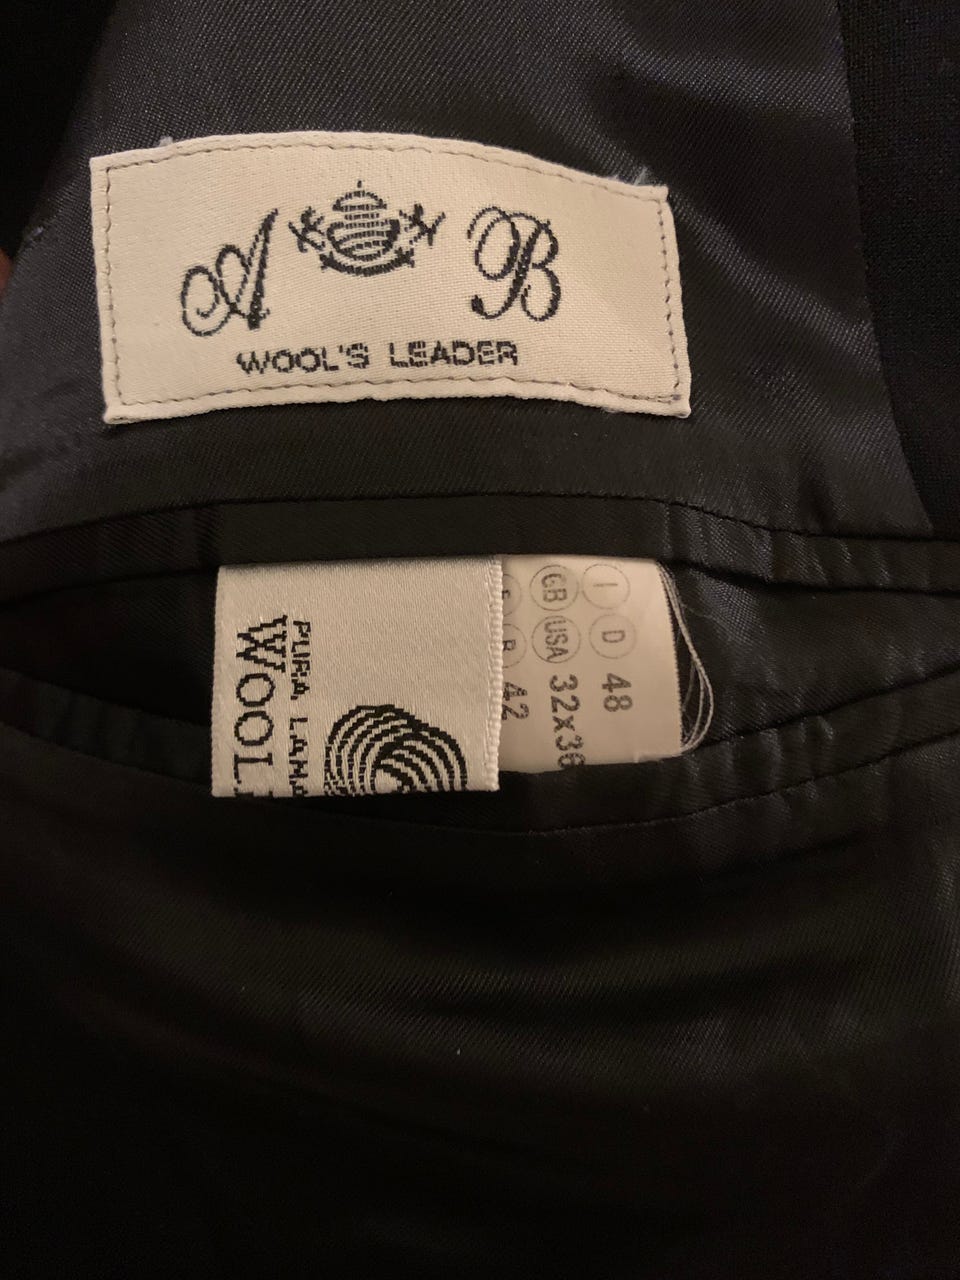 A B
WOOL'S LEADER
PURA LANA
WOOL
I D 48
GB USA 32x36
B 42